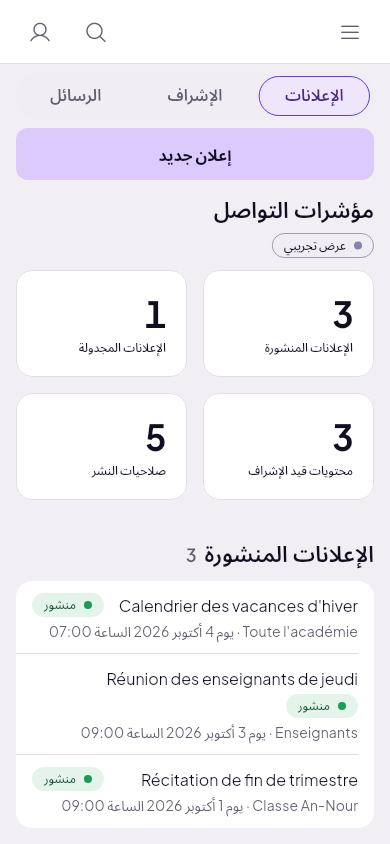 الإعلانات
الإشراف
الرسائل
إعلان جديد
مؤشرات التواصل
عرض تجريبي
3
الإعلانات المنشورة
1
الإعلانات المجدولة
3
محتويات قيد الإشراف
5
صلاحيات النشر
الإعلانات المنشورة 3
Calendrier des vacances d'hiver
منشور
Toute l'académie · يوم 4 أكتوبر 2026 الساعة 07:00
Réunion des enseignants de jeudi
منشور
Enseignants · يوم 3 أكتوبر 2026 الساعة 09:00
Récitation de fin de trimestre
منشور
Classe An-Nour · يوم 1 أكتوبر 2026 الساعة 09:00